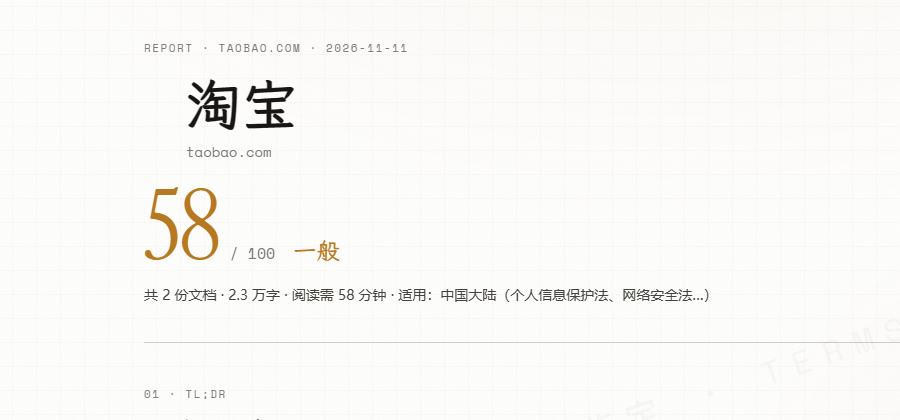 REPORT · TAOBAO.COM · 2026-11-11
淘宝
taobao.com
58 / 100 一般
共 2 份文档 · 2.3 万字 · 阅读需 58 分钟 · 适用：中国大陆（个人信息保护法、网络安全法…）
· TERMS
01 · TL;DR